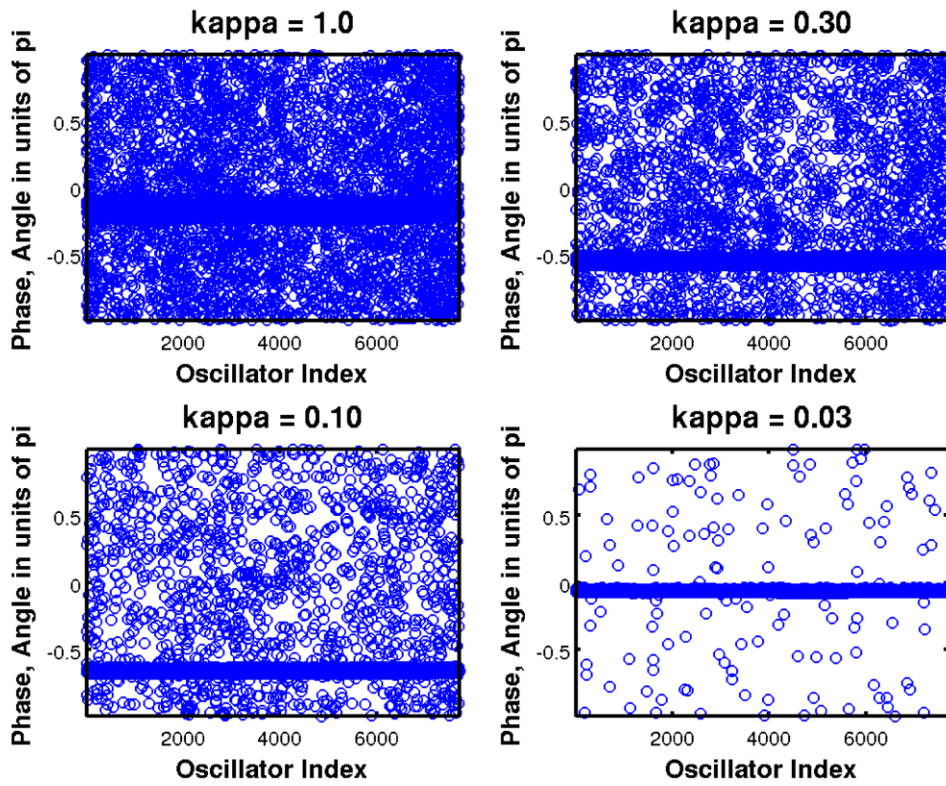 kappa = 1.0
Phase, Angle in units of pi
0.5
0
-0.5
2000 4000 6000
Oscillator Index
kappa = 0.30
Phase, Angle in units of pi
0.5
0
-0.5
2000 4000 6000
Oscillator Index
kappa = 0.10
Phase, Angle in units of pi
0.5
0
-0.5
2000 4000 6000
Oscillator Index
kappa = 0.03
Phase, Angle in units of pi
0.5
0
-0.5
2000 4000 6000
Oscillator Index